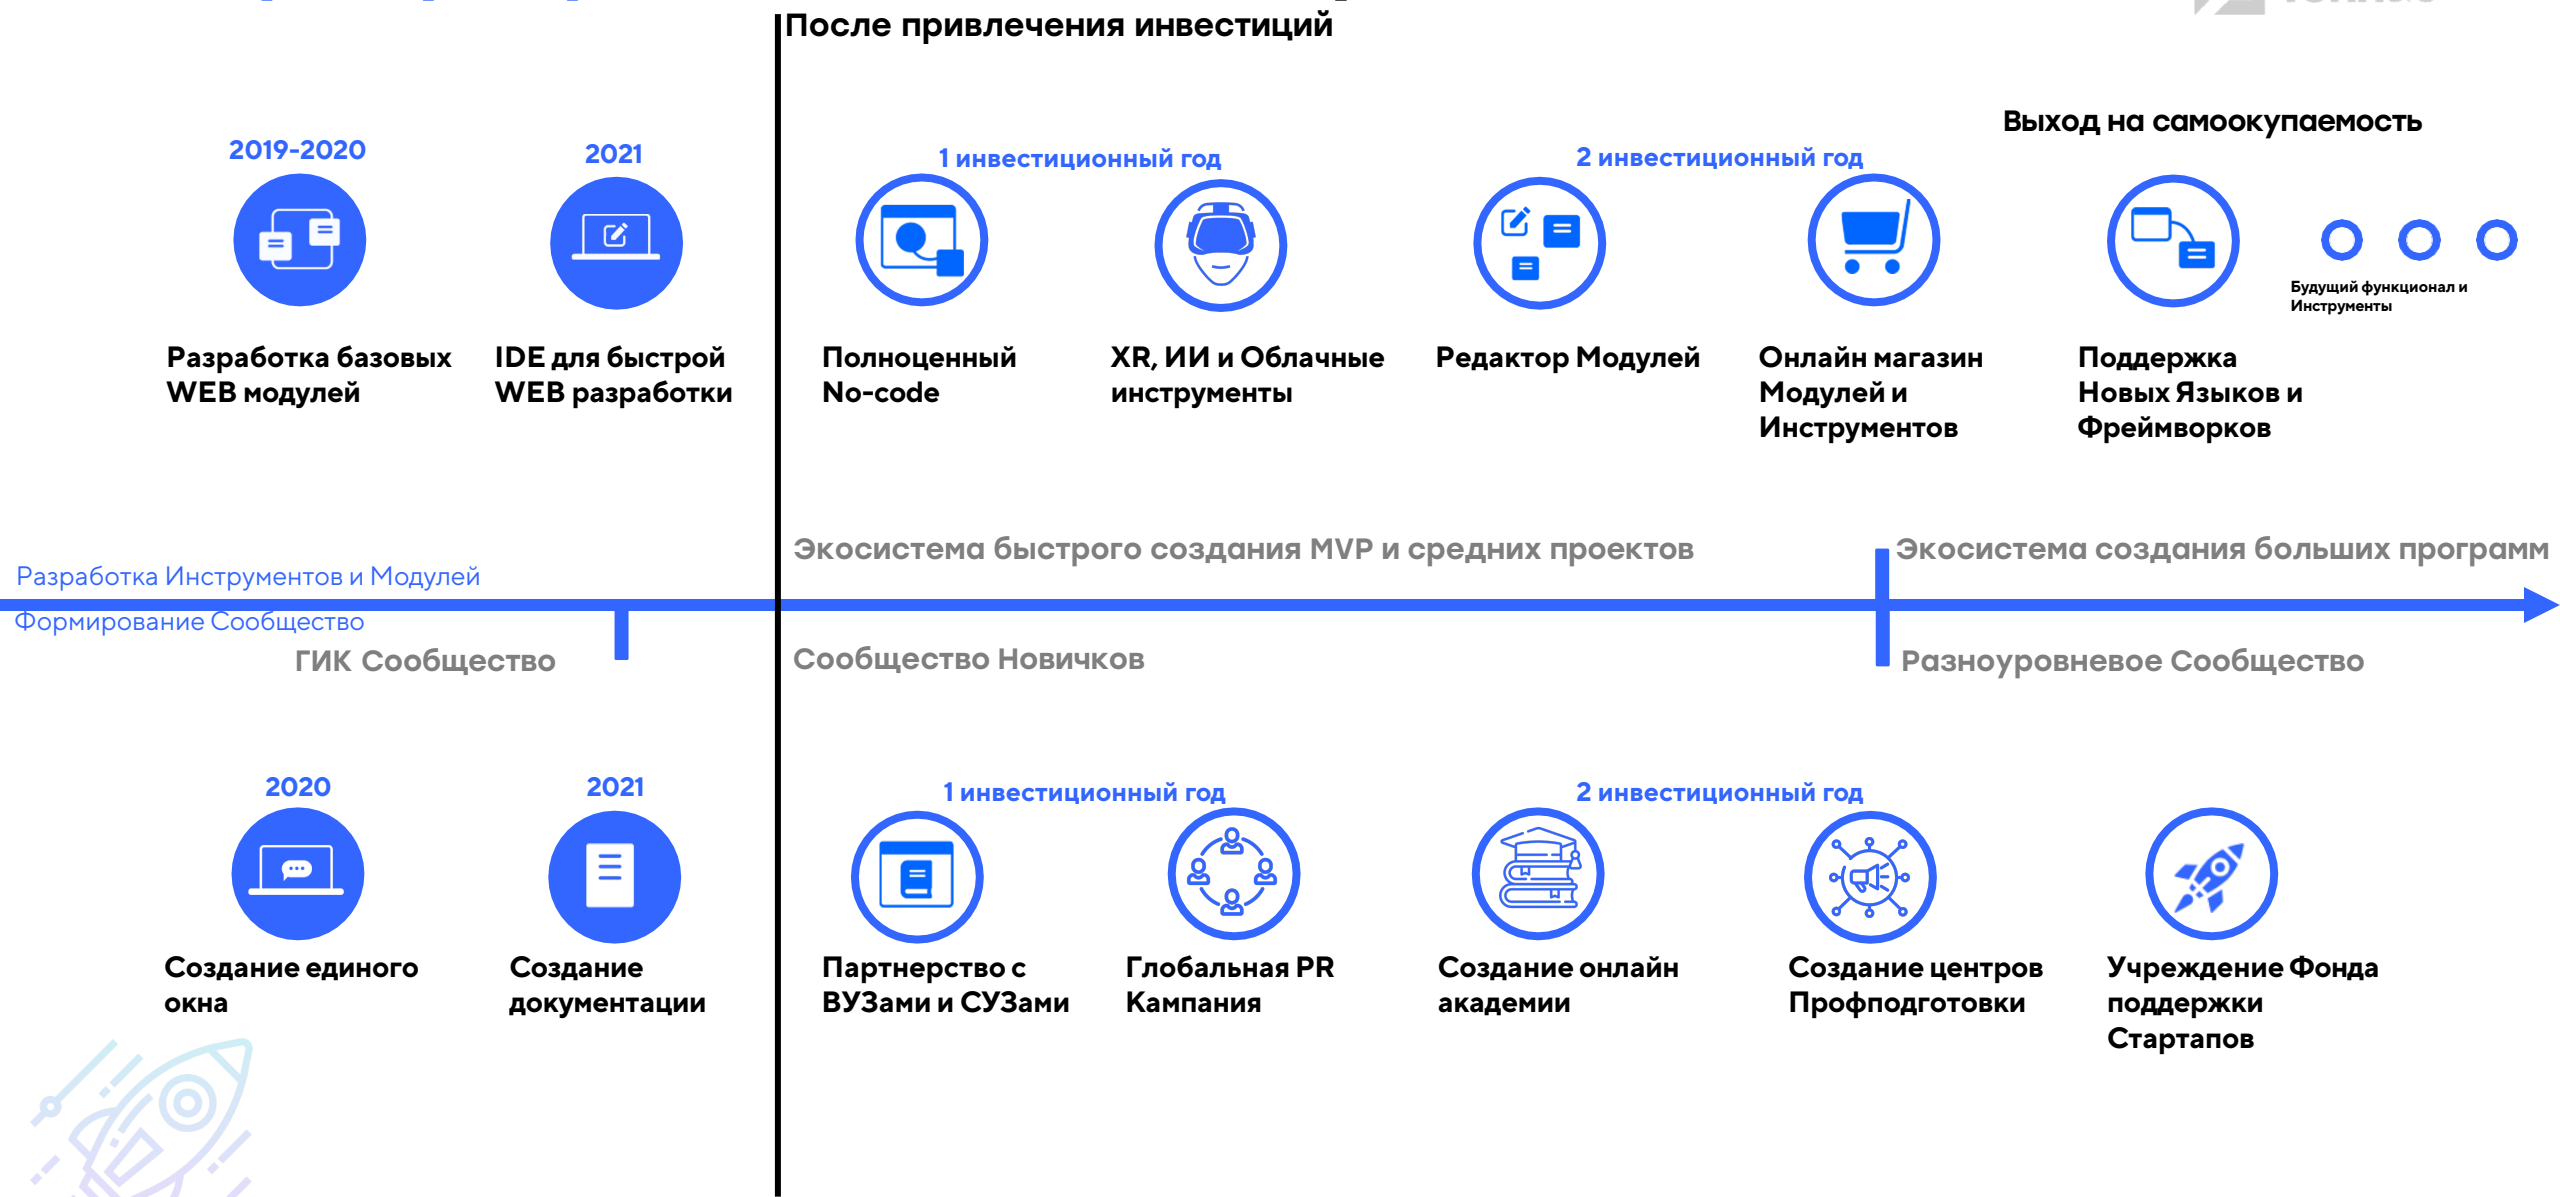 После привлечения инвестиций
Выход на самоокупаемость
2019-2020
2021
1 инвестиционный год
2 инвестиционный год
Будущий функционал и
Инструменты
Разработка базовых
WEB модулей
IDE для быстрой
WEB разработки
Полноценный
No-code
XR, ИИ и Облачные
инструменты
Редактор Модулей
Онлайн магазин
Модулей и
Инструментов
Поддержка
Новых Языков и
Фреймворков
Экосистема быстрого создания MVP и средних проектов
Экосистема создания больших программ
Разработка Инструментов и Модулей
Формирование Сообщество
ГИК Сообщество
Сообщество Новичков
Разноуровневое Сообщество
2020
2021
1 инвестиционный год
2 инвестиционный год
Создание единого
окна
Создание
документации
Партнерство с
ВУЗами и СУЗами
Глобальная PR
Кампания
Создание онлайн
академии
Создание центров
Профподготовки
Учреждение Фонда
поддержки
Стартапов